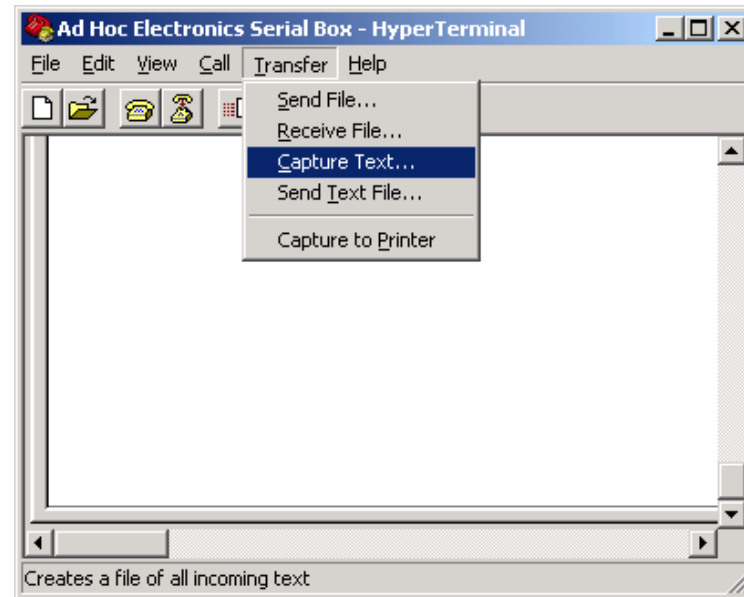 Ad Hoc Electronics Serial Box - HyperTerminal
File Edit View Call Transfer Help
Send File...
Receive File...
Capture Text...
Send Text File...
Capture to Printer
Creates a file of all incoming text